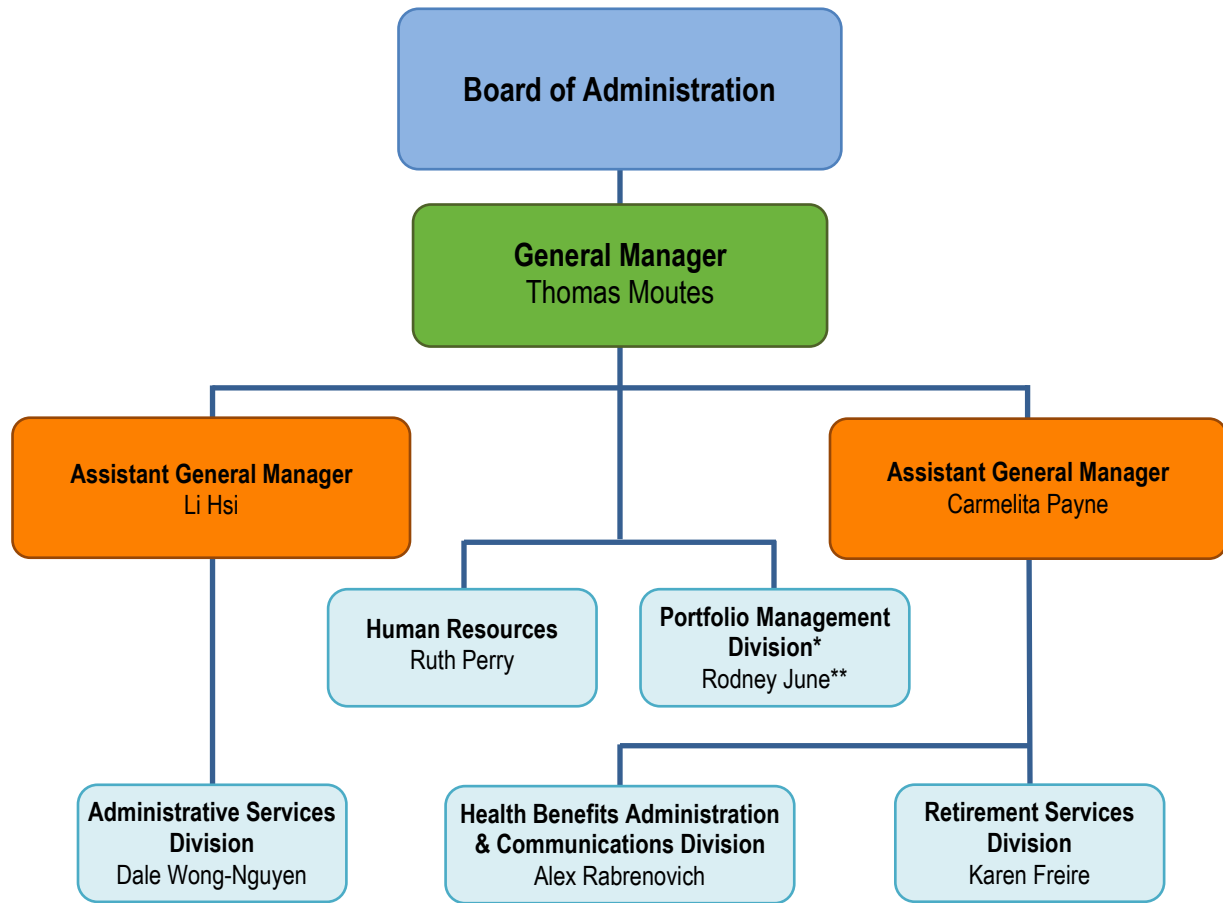 Board of Administration
General Manager
Thomas Moutes
Assistant General Manager
Li Hsi
Assistant General Manager
Carmelita Payne
Human Resources
Ruth Perry
Portfolio Management
Division*
Rodney June**
Administrative Services
Division
Dale Wong-Nguyen
Health Benefits Administration
& Communications Division
Alex Rabrenovich
Retirement Services
Division
Karen Freire